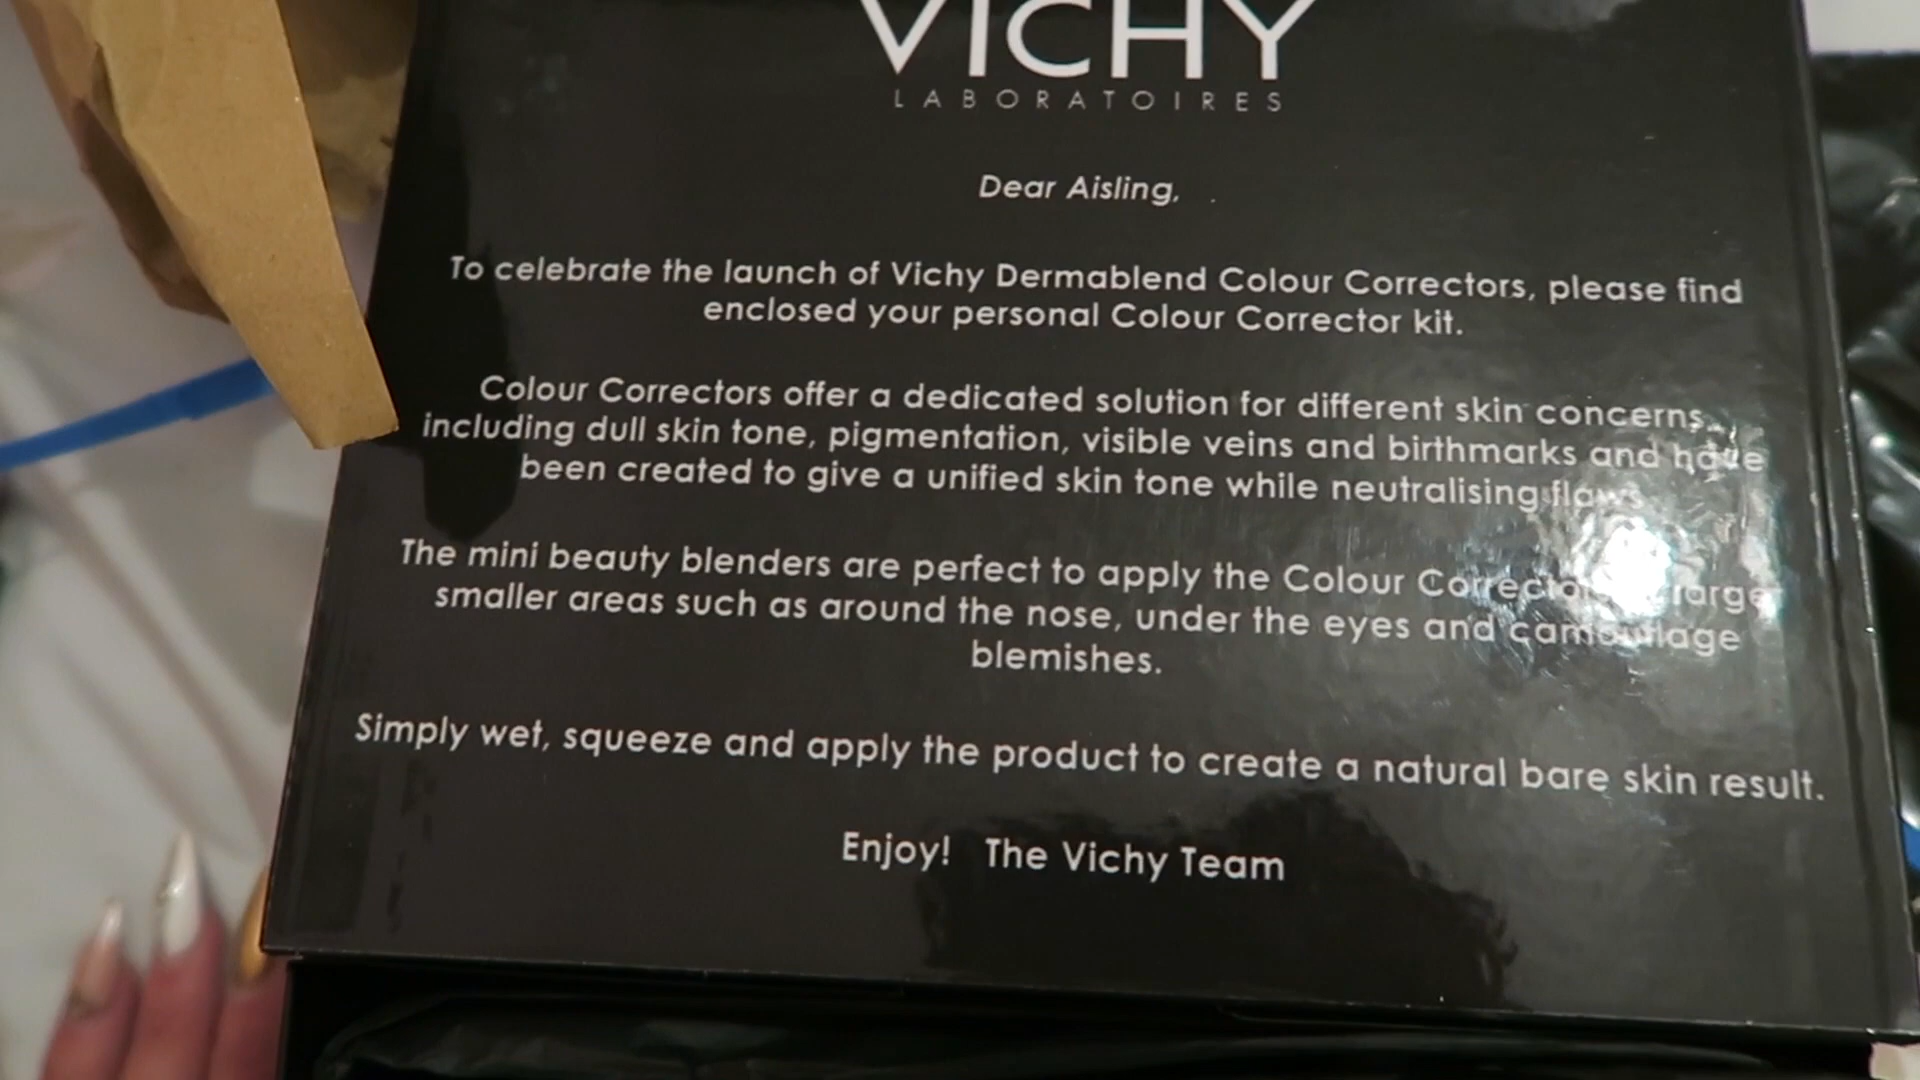 VICHY
LABORATOIRES
Dear Aisling,
To celebrate the launch of Vichy Dermablend Colour Correctors, please find
enclosed your personal Colour Corrector kit.
Colour Correctors offer a dedicated solution for different skin concerns,
including dull skin tone, pigmentation, visible veins and birthmarks and have
been created to give a unified skin tone while neutralising flaws
The mini beauty blenders are perfect to apply the Colour
smaller areas such as around the nose, under the eyes and camouflage
blemishes.
Simply wet, squeeze and apply the product to create a natural bare skin result.
Enjoy! The Vichy Team